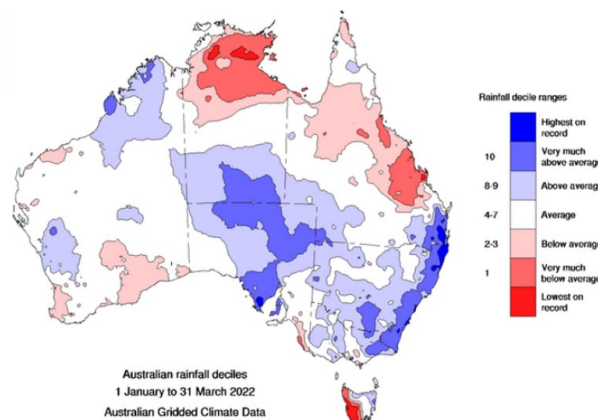 Rainfall decile ranges
Highest on
record
10
Very much
above average
8-9
Above average
4-7
Average
2-3
Below average
1
Very much
below average
Lowest on
record
Australian rainfall deciles
1 January to 31 March 2022
Australian Gridded Climate Data